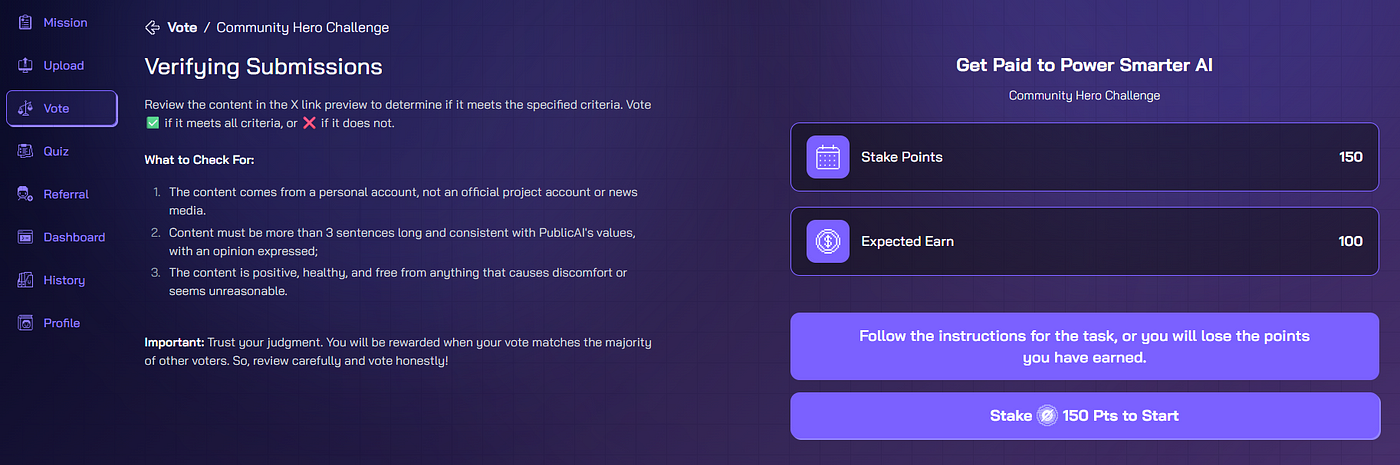 Mission
Upload
Vote
Quiz
Referral
Dashboard
History
Profile
Vote / Community Hero Challenge
Verifying Submissions
Review the content in the X link preview to determine if it meets the specified criteria. Vote
✅ if it meets all criteria, or ❌ if it does not.
What to Check For:
1. The content comes from a personal account, not an official project account or news
media.
2. Content must be more than 3 sentences long and consistent with PublicAI's values,
with an opinion expressed;
3. The content is positive, healthy, and free from anything that causes discomfort or
seems unreasonable.
Important: Trust your judgment. You will be rewarded when your vote matches the majority
of other voters. So, review carefully and vote honestly!
Get Paid to Power Smarter AI
Community Hero Challenge
Stake Points 150
Expected Earn 100
Follow the instructions for the task, or you will lose the points
you have earned.
Stake 150 Pts to Start